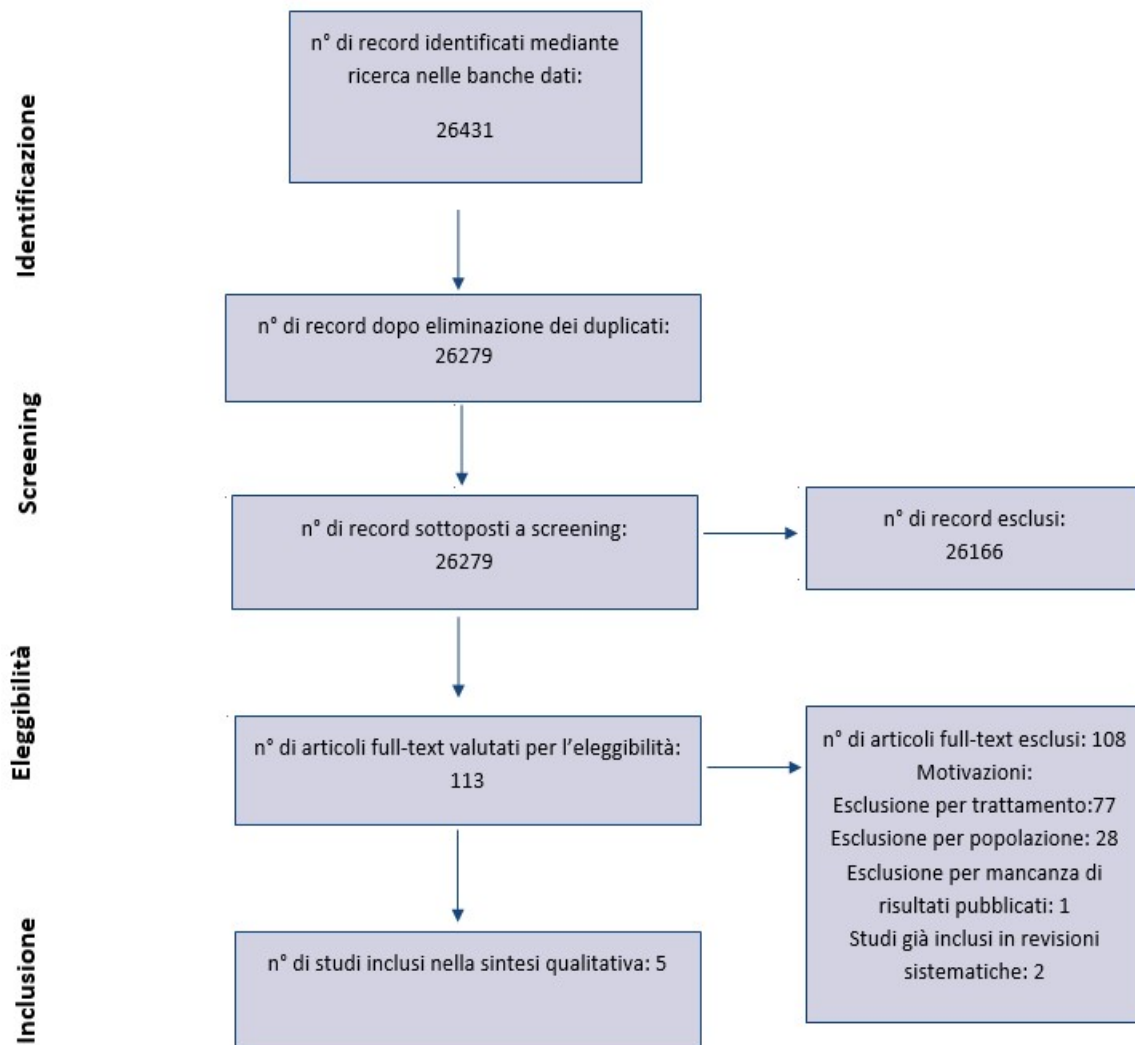 n° di record identificati mediante
ricerca nelle banche dati:
26431
Identificazione
n° di record dopo eliminazione dei duplicati:
26279
Screening
n° di record sottoposti a screening:
26279
n° di record esclusi:
26166
Eleggibilità
n° di articoli full-text valutati per l'eleggibilità:
113
n° di articoli full-text esclusi: 108
Motivazioni:
Esclusione per trattamento:77
Esclusione per popolazione: 28
Esclusione per mancanza di
risultati pubblicati: 1
Studi già inclusi in revisioni
sistematiche: 2
Inclusione
n° di studi inclusi nella sintesi qualitativa: 5